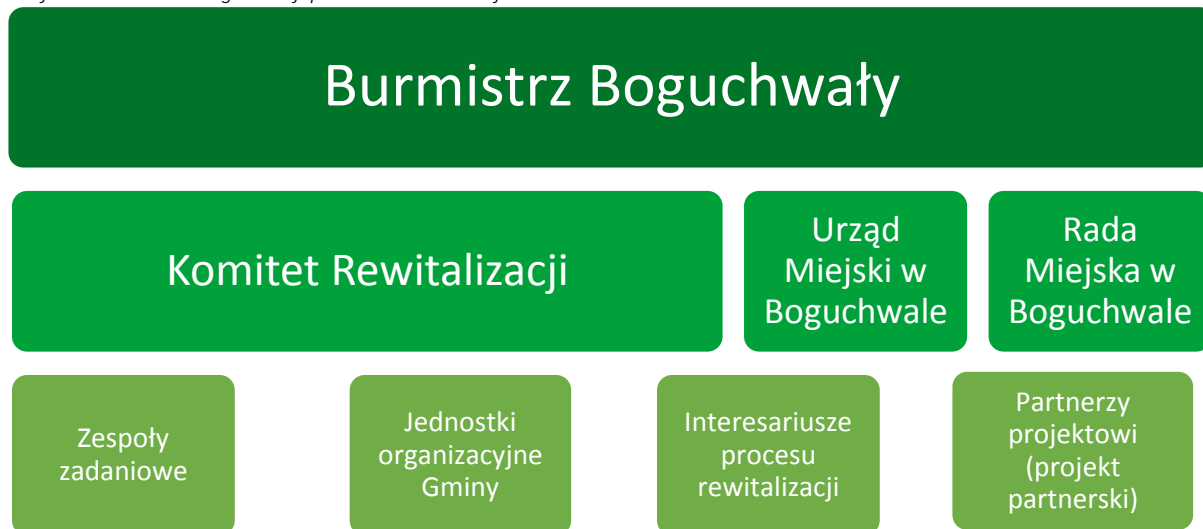 Burmistrz Boguchwały
Komitet Rewitalizacji
Urząd
Miejski w
Boguchwale
Rada
Miejska w
Boguchwale
Zespoły
zadaniowe
Jednostki
organizacyjne
Gminy
Interesariusze
procesu
rewitalizacji
Partnerzy
projektowi
(projekt
partnerski)